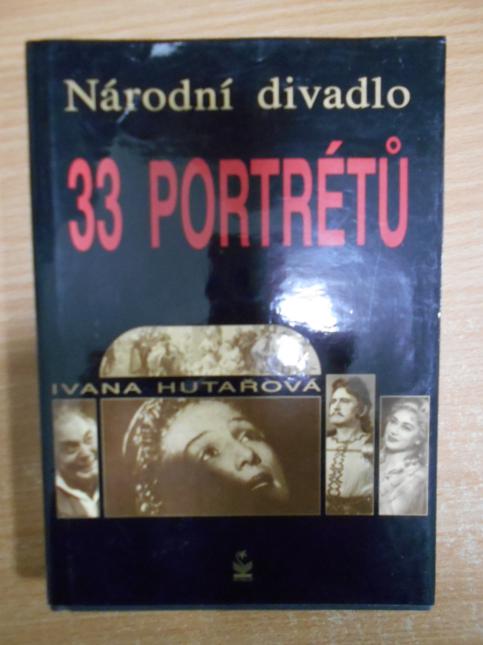 Národní divadlo
33 PORTRÉTŮ
IVANA HUTAŘOVÁ